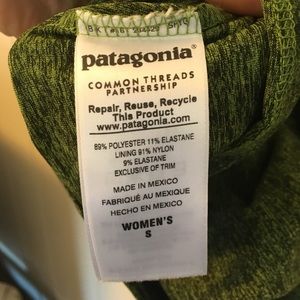 patagonia®
COMMON THREADS
PARTNERSHIP
Repair, Reuse, Recycle
This Product
www.patagonia.com
89% POLYESTER 11% ELASTANE
LINING 91% NYLON
9% ELASTANE
EXCLUSIVE OF TRIM
MADE IN MEXICO
FABRIQUÉ AU MEXIQUE
HECHO EN MEXICO
WOMEN'S
S